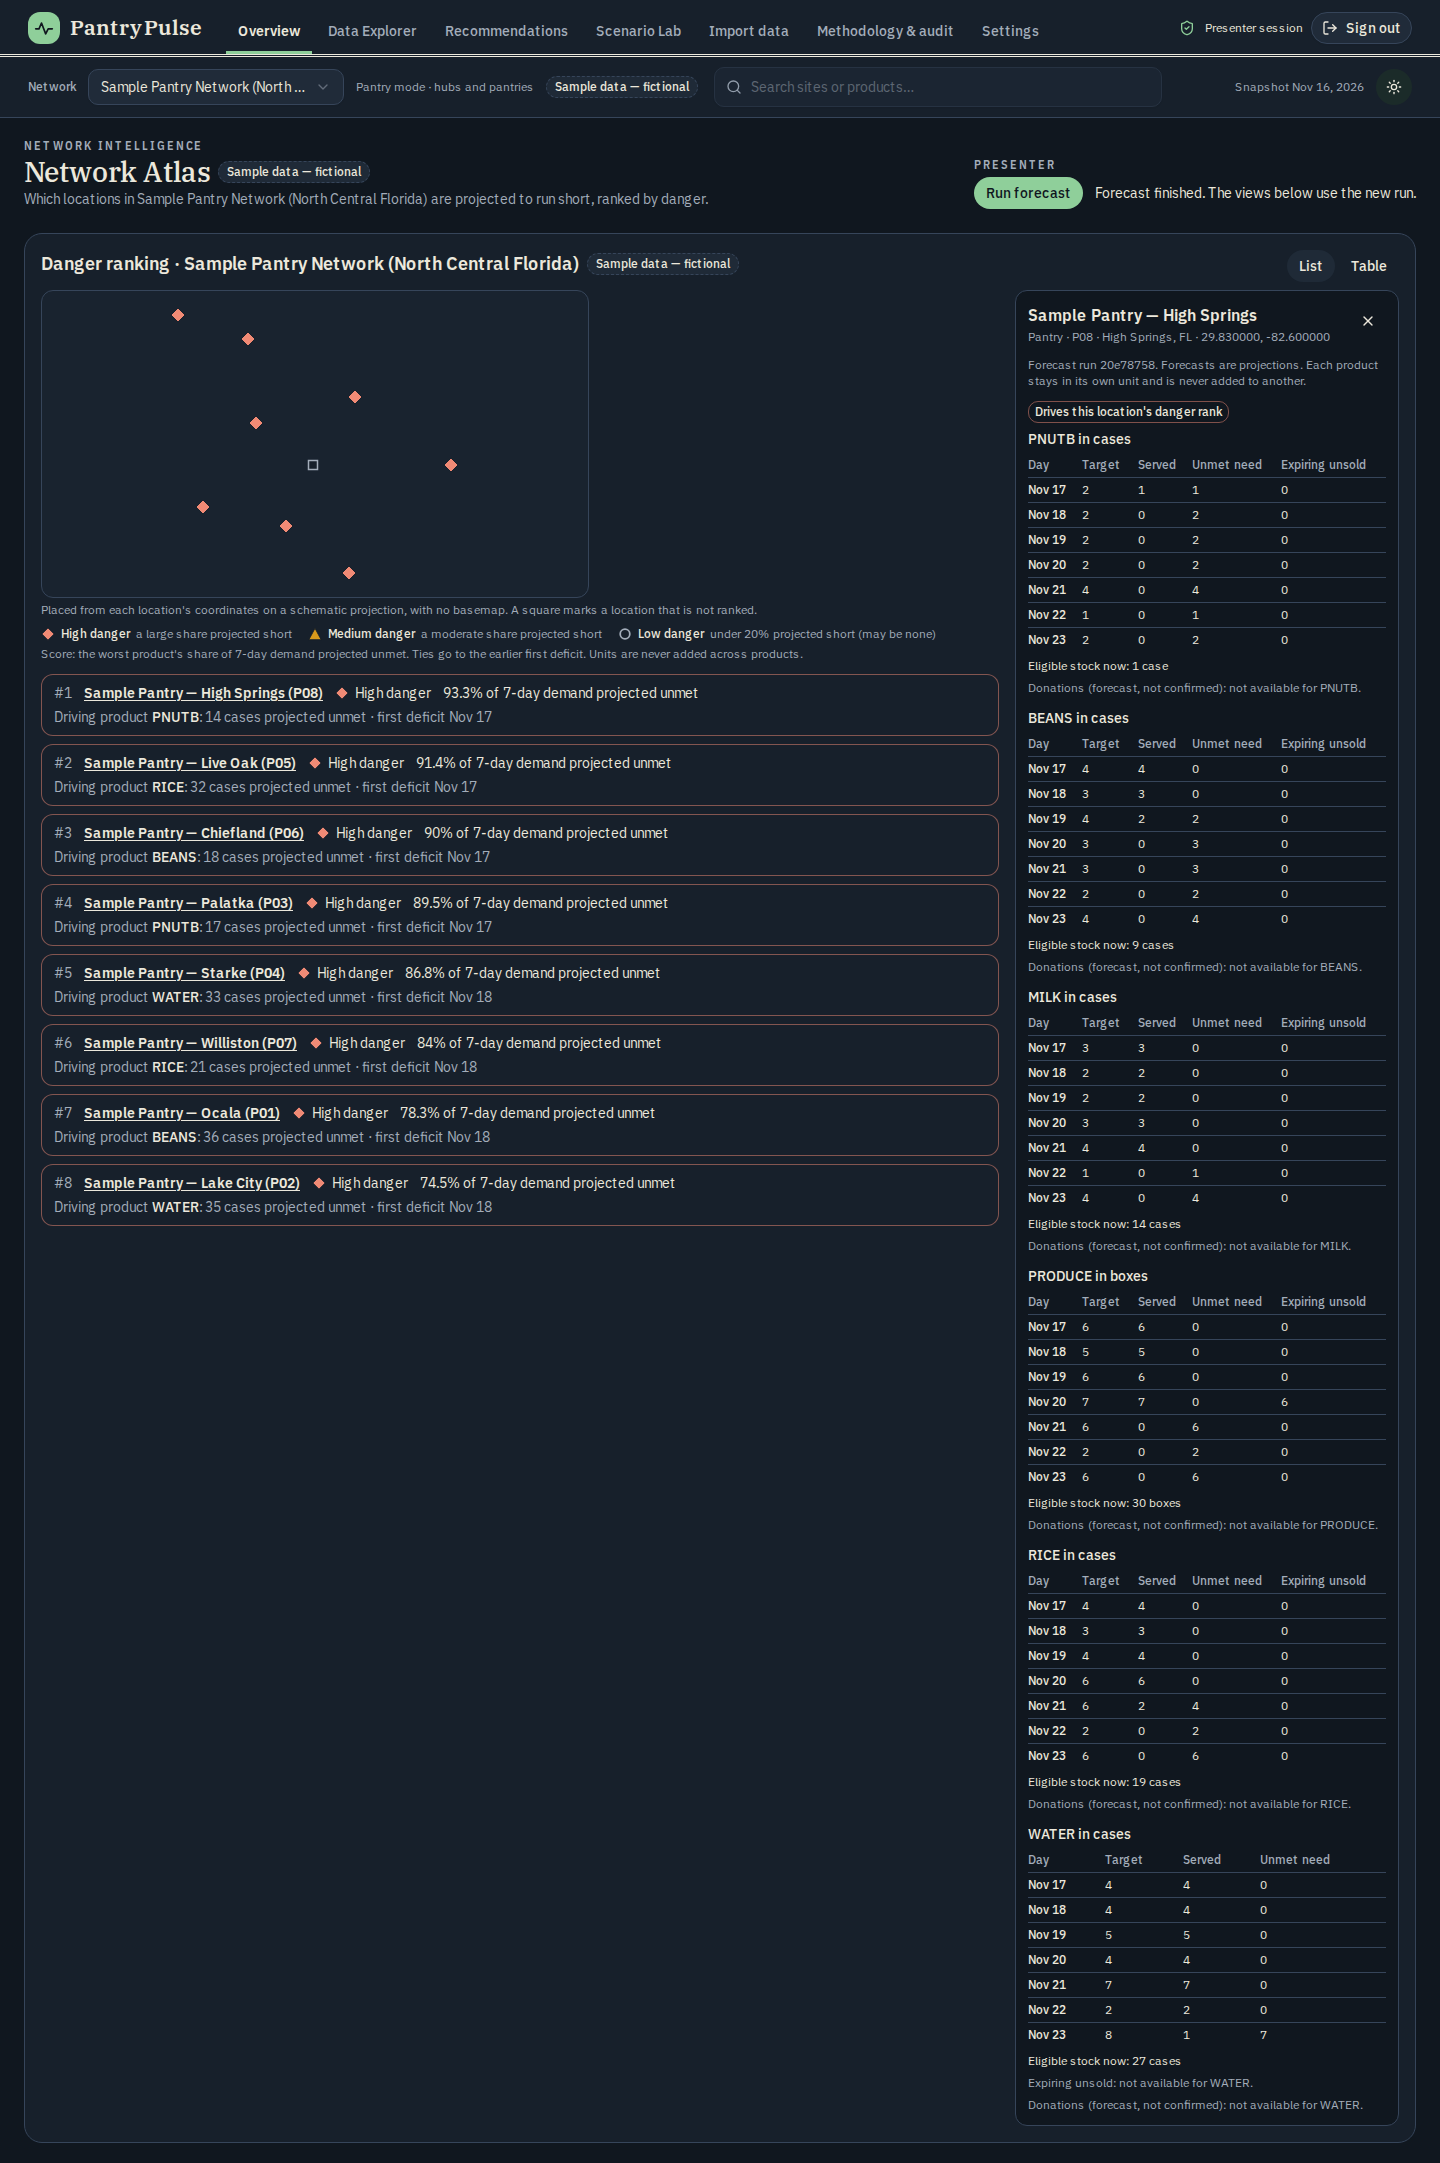 PantryPulse
Overview Data Explorer Recommendations Scenario Lab Import data Methodology & audit Settings
Presenter session Sign out
Network Sample Pantry Network (North ... Pantry mode · hubs and pantries Sample data — fictional Search sites or products... Snapshot Nov 16, 2026
NETWORK INTELLIGENCE
Network Atlas Sample data — fictional
Which locations in Sample Pantry Network (North Central Florida) are projected to run short, ranked by danger.
PRESENTER
Run forecast Forecast finished. The views below use the new run.
Danger ranking · Sample Pantry Network (North Central Florida) Sample data — fictional
List Table
Placed from each location's coordinates on a schematic projection, with no basemap. A square marks a location that is not ranked.
High danger a large share projected short Medium danger a moderate share projected short Low danger under 20% projected short (may be none)
Score: the worst product's share of 7-day demand projected unmet. Ties go to the earlier first deficit. Units are never added across products.
#1 Sample Pantry — High Springs (P08) High danger 93.3% of 7-day demand projected unmet
Driving product PNUTB: 14 cases projected unmet · first deficit Nov 17
#2 Sample Pantry — Live Oak (P05) High danger 91.4% of 7-day demand projected unmet
Driving product RICE: 32 cases projected unmet · first deficit Nov 17
#3 Sample Pantry — Chiefland (P06) High danger 90% of 7-day demand projected unmet
Driving product BEANS: 18 cases projected unmet · first deficit Nov 17
#4 Sample Pantry — Palatka (P03) High danger 89.5% of 7-day demand projected unmet
Driving product PNUTB: 17 cases projected unmet · first deficit Nov 17
#5 Sample Pantry — Starke (P04) High danger 86.8% of 7-day demand projected unmet
Driving product WATER: 33 cases projected unmet · first deficit Nov 18
#6 Sample Pantry — Williston (P07) High danger 84% of 7-day demand projected unmet
Driving product RICE: 21 cases projected unmet · first deficit Nov 18
#7 Sample Pantry — Ocala (P01) High danger 78.3% of 7-day demand projected unmet
Driving product BEANS: 36 cases projected unmet · first deficit Nov 18
#8 Sample Pantry — Lake City (P02) High danger 74.5% of 7-day demand projected unmet
Driving product WATER: 35 cases projected unmet · first deficit Nov 18
Sample Pantry — High Springs
Pantry · P08 · High Springs, FL · 29.830000, -82.600000
Forecast run 20e78758. Forecasts are projections. Each product
stays in its own unit and is never added to another.
Drives this location's danger rank
PNUTB in cases
Day Target Served Unmet need Expiring unsold
Nov 17 2 1 1 0
Nov 18 2 0 2 0
Nov 19 2 0 2 0
Nov 20 2 0 2 0
Nov 21 4 0 4 0
Nov 22 1 0 1 0
Nov 23 2 0 2 0
Eligible stock now: 1 case
Donations (forecast, not confirmed): not available for PNUTB.
BEANS in cases
Day Target Served Unmet need Expiring unsold
Nov 17 4 4 0 0
Nov 18 3 3 0 0
Nov 19 4 2 2 0
Nov 20 3 0 3 0
Nov 21 3 0 3 0
Nov 22 2 0 2 0
Nov 23 4 0 4 0
Eligible stock now: 9 cases
Donations (forecast, not confirmed): not available for BEANS.
MILK in cases
Day Target Served Unmet need Expiring unsold
Nov 17 3 3 0 0
Nov 18 2 2 0 0
Nov 19 2 2 0 0
Nov 20 3 3 0 0
Nov 21 4 4 0 0
Nov 22 1 0 1 0
Nov 23 4 0 4 0
Eligible stock now: 14 cases
Donations (forecast, not confirmed): not available for MILK.
PRODUCE in boxes
Day Target Served Unmet need Expiring unsold
Nov 17 6 6 0 0
Nov 18 5 5 0 0
Nov 19 6 6 0 0
Nov 20 7 7 0 6
Nov 21 6 0 6 0
Nov 22 2 0 2 0
Nov 23 6 0 6 0
Eligible stock now: 30 boxes
Donations (forecast, not confirmed): not available for PRODUCE.
RICE in cases
Day Target Served Unmet need Expiring unsold
Nov 17 4 4 0 0
Nov 18 3 3 0 0
Nov 19 4 4 0 0
Nov 20 6 6 0 0
Nov 21 6 2 4 0
Nov 22 2 0 2 0
Nov 23 6 0 6 0
Eligible stock now: 19 cases
Donations (forecast, not confirmed): not available for RICE.
WATER in cases
Day Target Served Unmet need
Nov 17 4 4 0
Nov 18 4 4 0
Nov 19 5 5 0
Nov 20 4 4 0
Nov 21 7 7 0
Nov 22 2 2 0
Nov 23 8 1 7
Eligible stock now: 27 cases
Expiring unsold: not available for WATER.
Donations (forecast, not confirmed): not available for WATER.